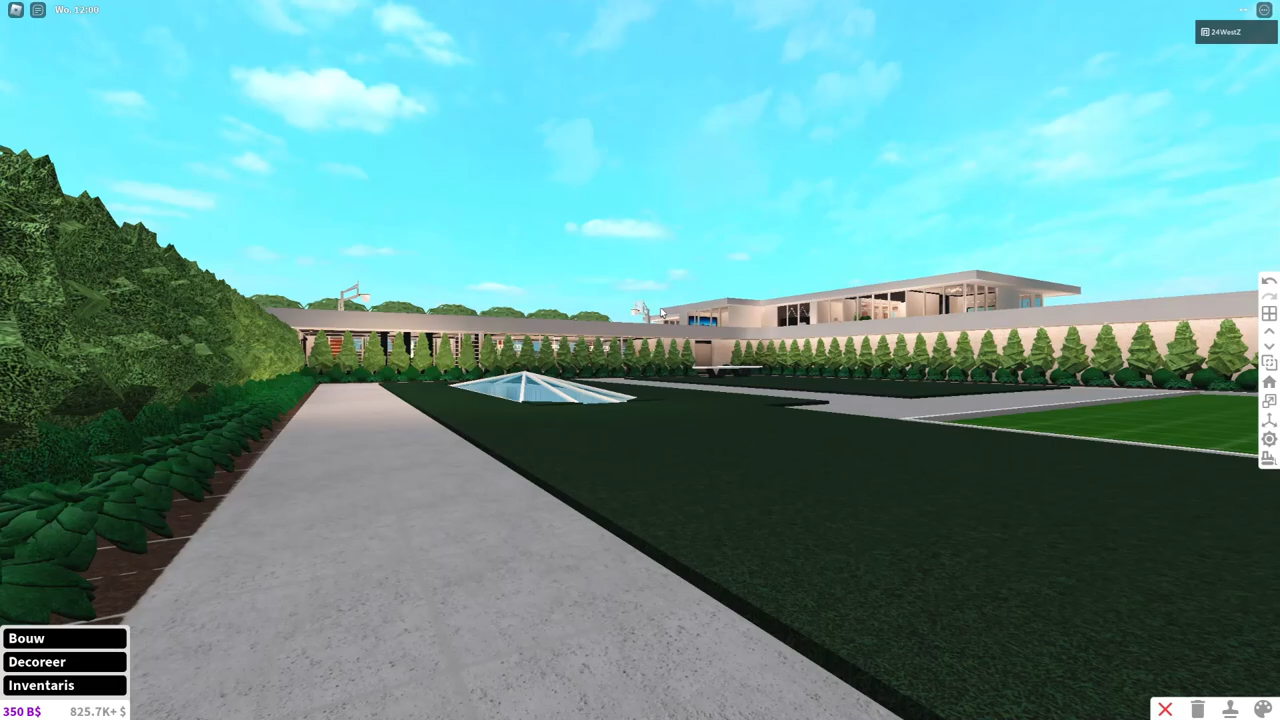 Wo. 12:00
24WestZ
Bouw
Decoreer
Inventaris
350 B$ 825.7K+ $